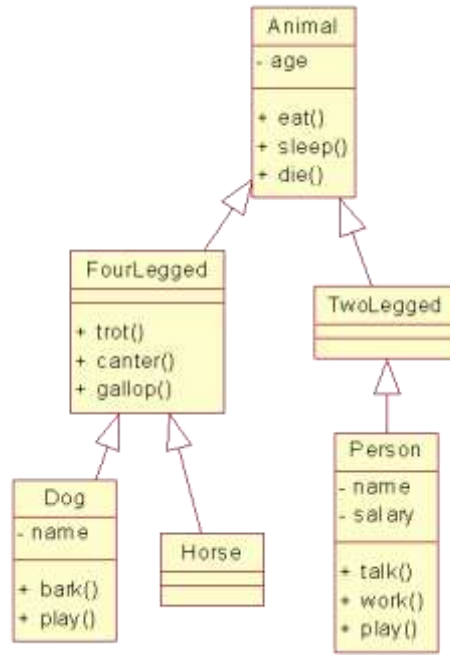 Animal
- age
+ eat()
+ sleep()
+ die()
FourLegged
+ trot()
+ canter()
+ gallop()
TwoLegged
Dog
- name
+ bark()
+ play()
Horse
Person
- name
- salary
+ talk()
+ work()
+ play()